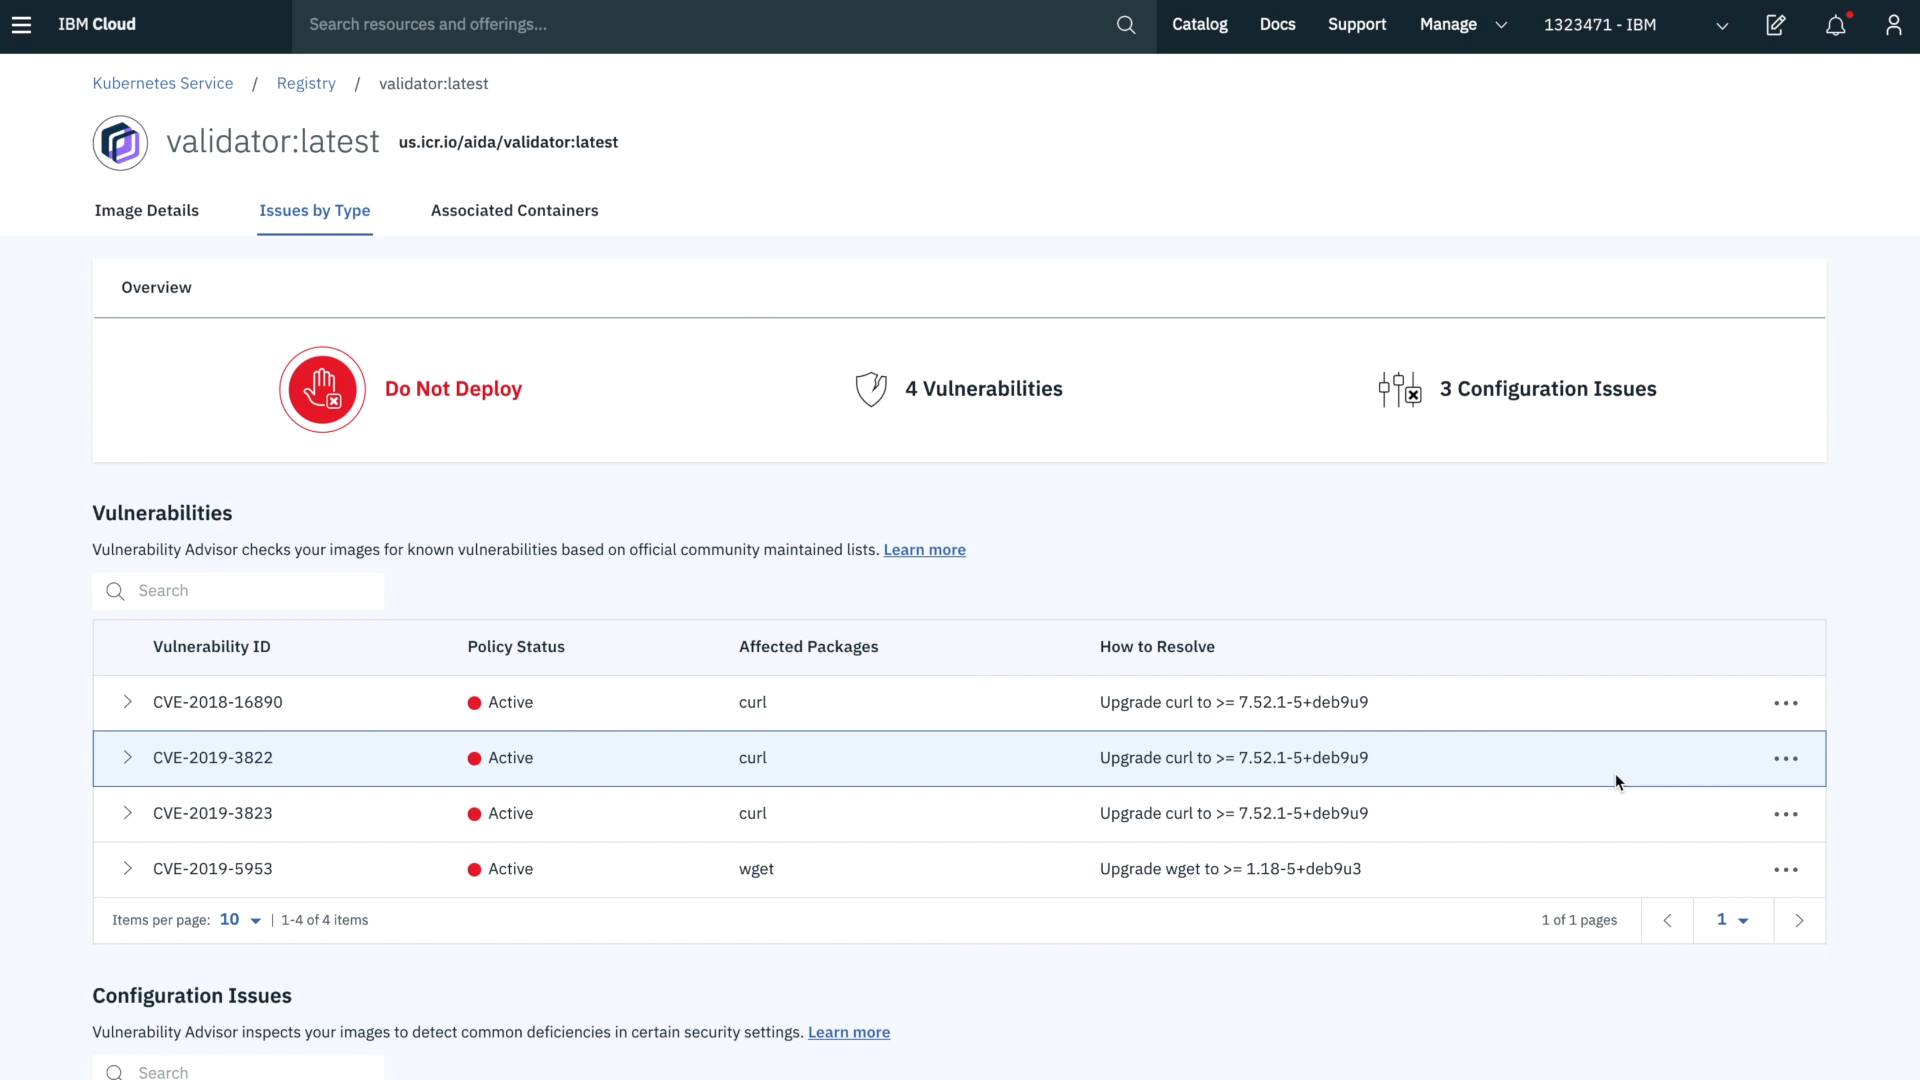 IBM Cloud
Search resources and offerings...
Catalog
Docs
Support
Manage
1323471 - IBM
Kubernetes Service / Registry / validator:latest
validator:latest us.icr.io/aida/validator:latest
Image Details
Issues by Type
Associated Containers
Overview
Do Not Deploy
4 Vulnerabilities
3 Configuration Issues
Vulnerabilities
Vulnerability Advisor checks your images for known vulnerabilities based on official community maintained lists. Learn more
Search
Vulnerability ID Policy Status Affected Packages How to Resolve
CVE-2018-16890 Active curl Upgrade curl to >= 7.52.1-5+deb9u9
CVE-2019-3822 Active curl Upgrade curl to >= 7.52.1-5+deb9u9
CVE-2019-3823 Active curl Upgrade curl to >= 7.52.1-5+deb9u9
CVE-2019-5953 Active wget Upgrade wget to >= 1.18-5+deb9u3
Items per page: 10 | 1-4 of 4 items 1 of 1 pages 1
Configuration Issues
Vulnerability Advisor inspects your images to detect common deficiencies in certain security settings. Learn more
Search